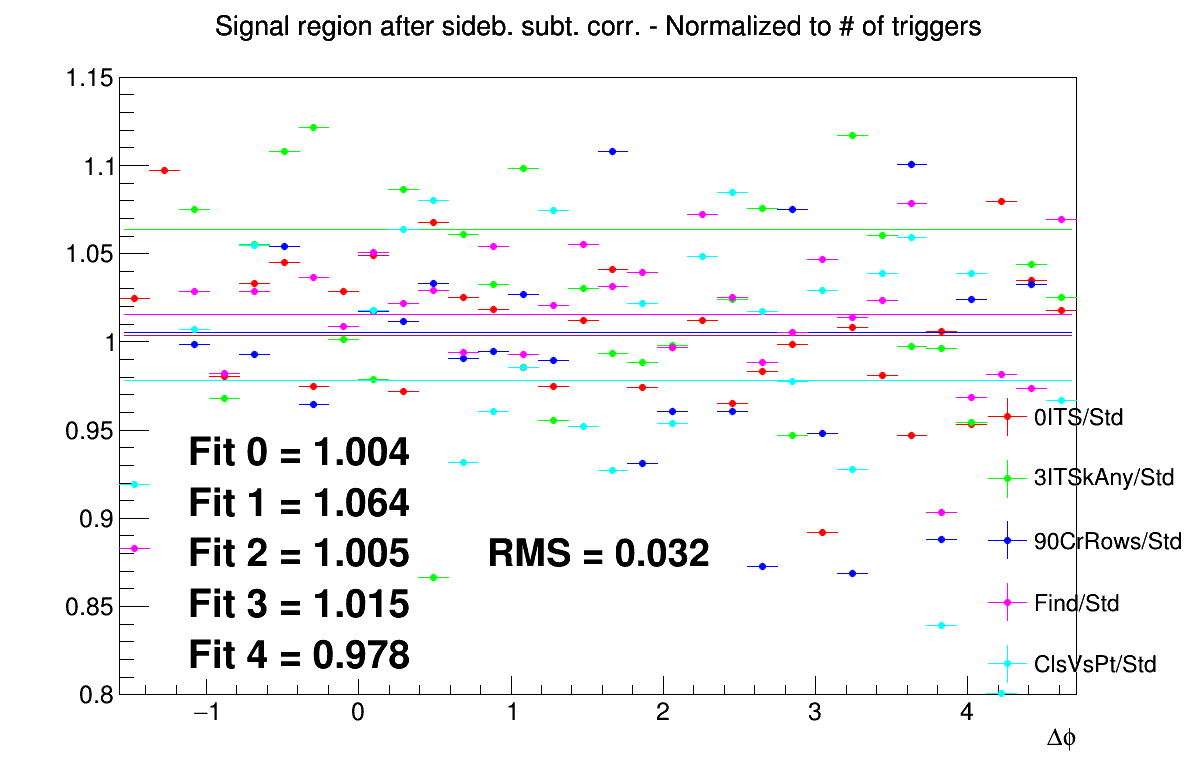 Signal region after sideb. subt. corr. - Normalized to # of triggers
1.15
1.1
1.05
1
0.95
0.9
0.85
0.8
Fit 0 = 1.004
Fit 1 = 1.064
Fit 2 = 1.005
Fit 3 = 1.015
Fit 4 = 0.978
RMS = 0.032
0ITS/Std
3ITSkAny/Std
90CrRows/Std
Find/Std
ClsVsPt/Std
−1 0 1 2 3 4
Δϕ